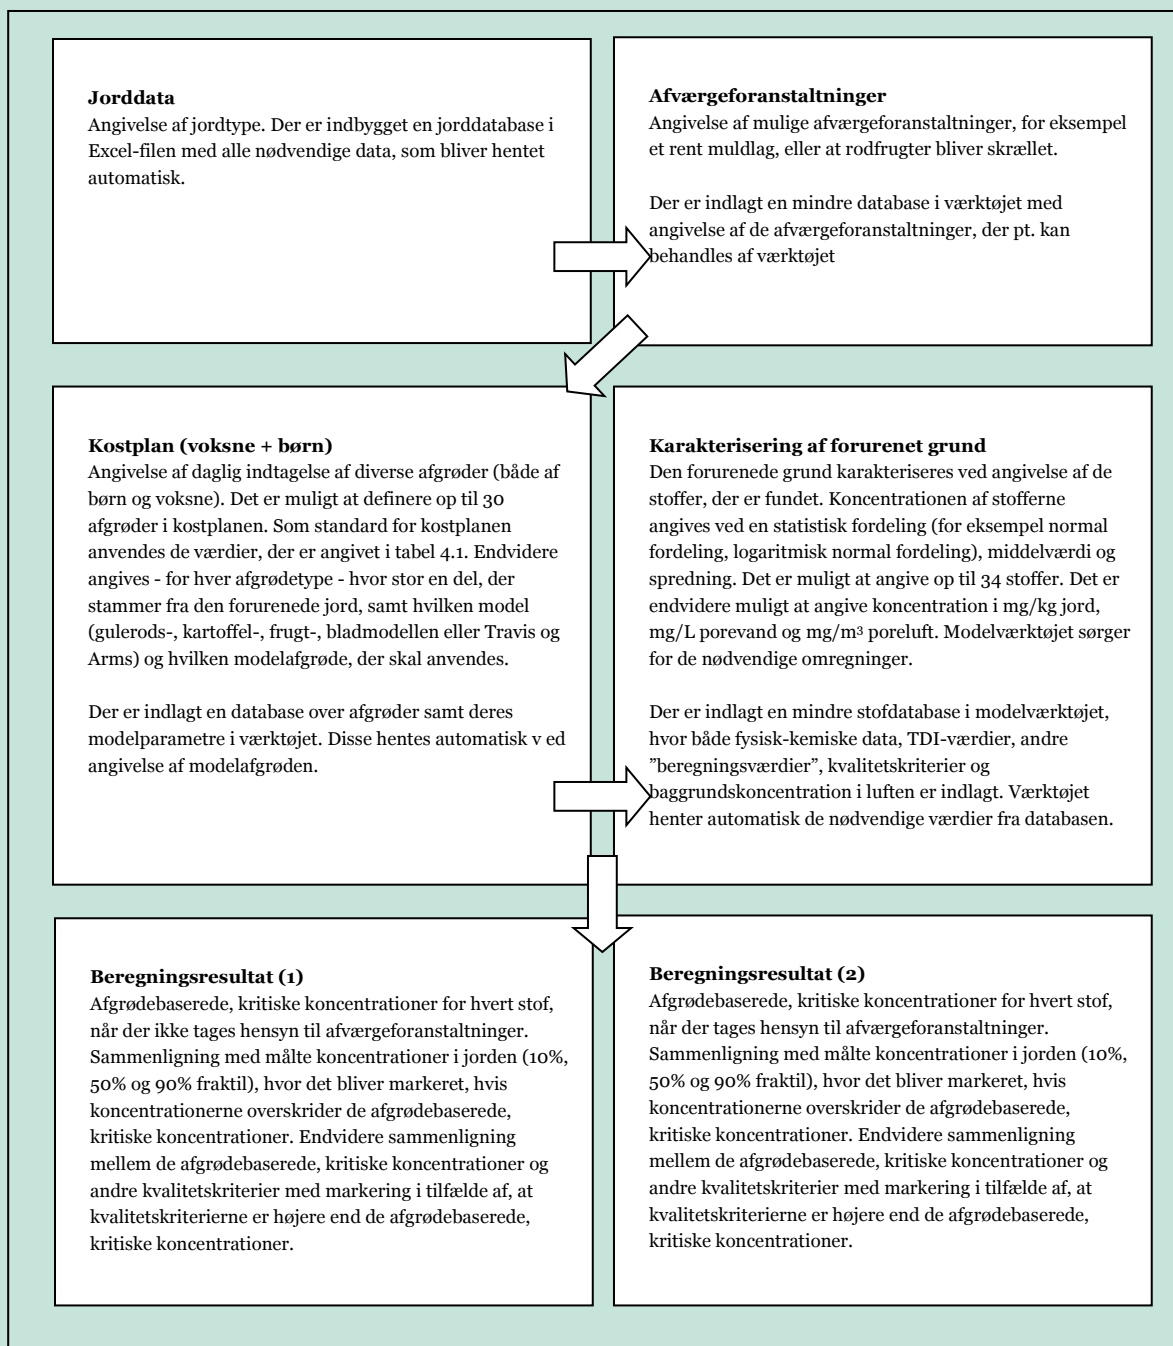 Jorddata
Angivelse af jordtype. Der er indbygget en jorddatabase i
Excel-filen med alle nødvendige data, som bliver hentet
automatisk.
Afværgeforanstaltninger
Angivelse af mulige afværgeforanstaltninger, for eksempel
et rent muldlag, eller at rodfrugter bliver skrællet.
Der er indlagt en mindre database i værktøjet med
angivelse af de afværgeforanstaltninger, der pt. kan
behandles af værktøjet
Kostplan (voksne + børn)
Angivelse af daglig indtagelse af diverse afgrøder (både af
børn og voksne). Det er muligt at definere op til 30
afgrøder i kostplanen. Som standard for kostplanen
anvendes de værdier, der er angivet i tabel 4.1. Endvidere
angives - for hver afgrødetype - hvor stor en del, der
stammer fra den forurenede jord, samt hvilken model
(gulerods-, kartoffel-, frugt-, bladmodellen eller Travis og
Arms) og hvilken modelafgrøde, der skal anvendes.
Der er indlagt en database over afgrøder samt deres
modelparametre i værktøjet. Disse hentes automatisk v ed
angivelse af modelafgrøden.
Karakterisering af forurenet grund
Den forurenede grund karakteriseres ved angivelse af de
stoffer, der er fundet. Koncentrationen af stofferne
angives ved en statistisk fordeling (for eksempel normal
fordeling, logaritmisk normal fordeling), middelværdi og
spredning. Det er muligt at angive op til 34 stoffer. Det er
endvidere muligt at angive koncentration i mg/kg jord,
mg/L porevand og mg/m³ poreluft. Modelværktøjet sørger
for de nødvendige omregninger.
Der er indlagt en mindre stofdatabase i modelværktøjet,
hvor både fysisk-kemiske data, TDI-værdier, andre
”beregningsværdier”, kvalitetskriterier og
baggrundskoncentration i luften er indlagt. Værktøjet
henter automatisk de nødvendige værdier fra databasen.
Beregningsresultat (1)
Afgrødebaserede, kritiske koncentrationer for hvert stof,
når der ikke tages hensyn til afværgeforanstaltninger.
Sammenligning med målte koncentrationer i jorden (10%,
50% og 90% fraktil), hvor det bliver markeret, hvis
koncentrationerne overskrider de afgrødebaserede,
kritiske koncentrationer. Endvidere sammenligning
mellem de afgrødebaserede, kritiske koncentrationer og
andre kvalitetskriterier med markering i tilfælde af, at
kvalitetskriterierne er højere end de afgrødebaserede,
kritiske koncentrationer.
Beregningsresultat (2)
Afgrødebaserede, kritiske koncentrationer for hvert stof,
når der tages hensyn til afværgeforanstaltninger.
Sammenligning med målte koncentrationer i jorden (10%,
50% og 90% fraktil), hvor det bliver markeret, hvis
koncentrationerne overskrider de afgrødebaserede,
kritiske koncentrationer. Endvidere sammenligning
mellem de afgrødebaserede, kritiske koncentrationer og
andre kvalitetskriterier med markering i tilfælde af, at
kvalitetskriterierne er højere end de afgrødebaserede,
kritiske koncentrationer.